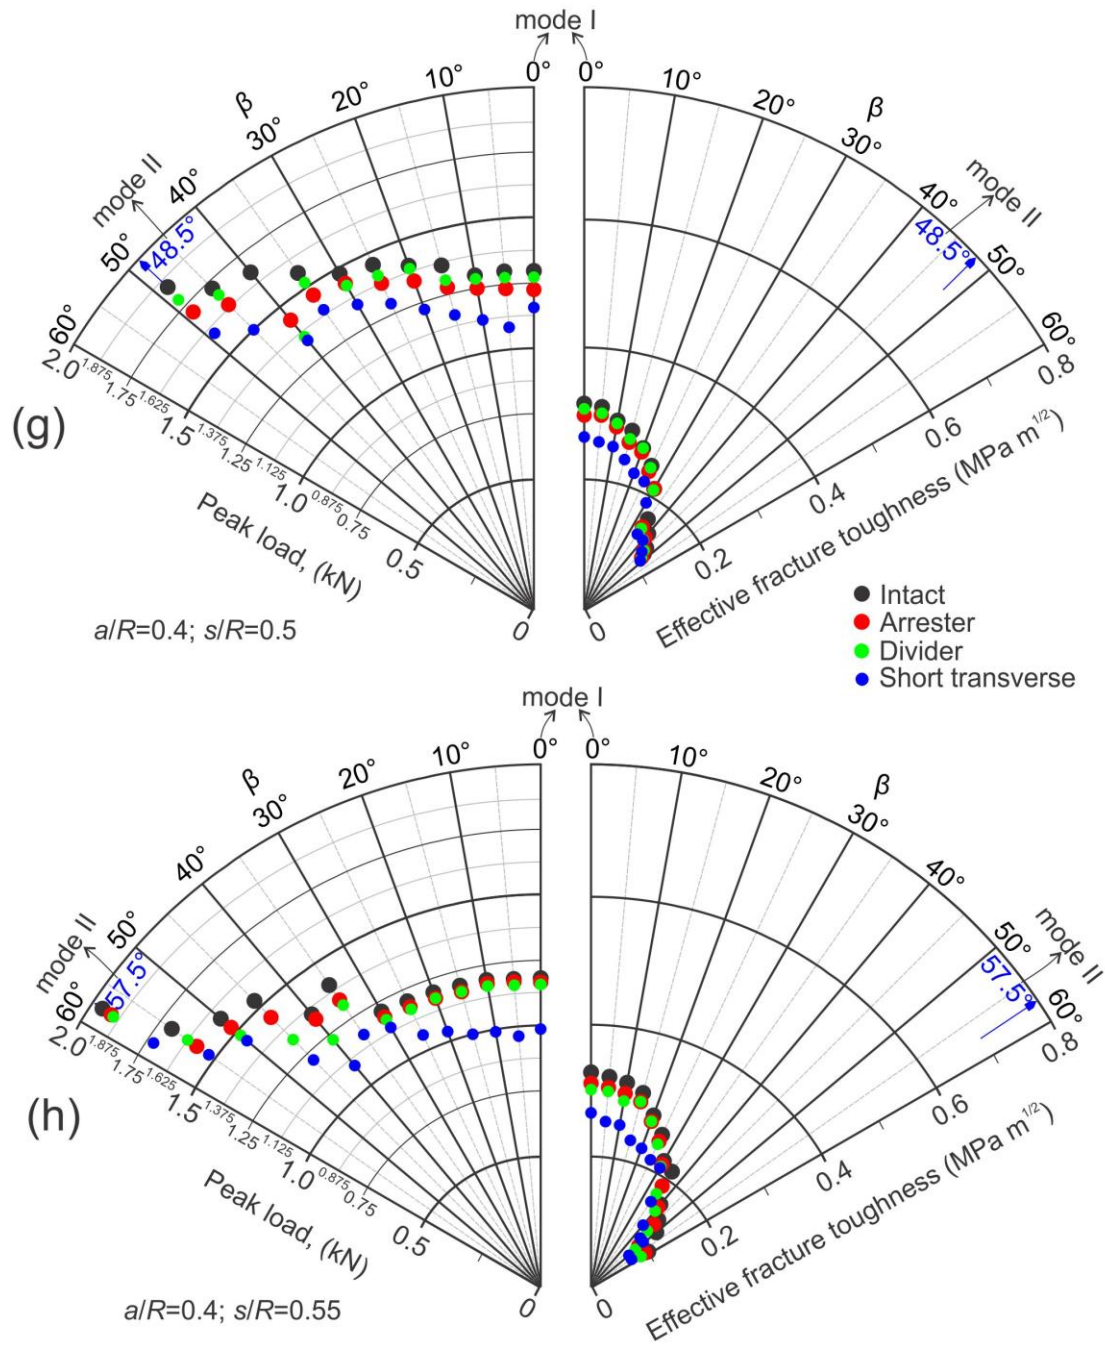 mode I
0° 0°
10° 10°
20° 20°
30° 30°
β β
40° 40°
50° 50°
60° 60°
mode II mode II
48.5° 48.5°
2.0
1.875
1.75
1.625
1.5
1.375
1.25
1.125
1.0
0.875
0.75
0.5
0
Peak load, (kN)
0.8
0.6
0.4
0.2
0
Effective fracture toughness (MPa m^1/2)
(g)
a/R=0.4; s/R=0.5
Intact
Arrester
Divider
Short transverse
mode I
0° 0°
10° 10°
20° 20°
30° 30°
β β
40° 40°
50° 50°
60° 60°
mode II mode II
57.5° 57.5°
2.0
1.875
1.75
1.625
1.5
1.375
1.25
1.125
1.0
0.875
0.75
0.5
0
Peak load, (kN)
0.8
0.6
0.4
0.2
0
Effective fracture toughness (MPa m^1/2)
(h)
a/R=0.4; s/R=0.55